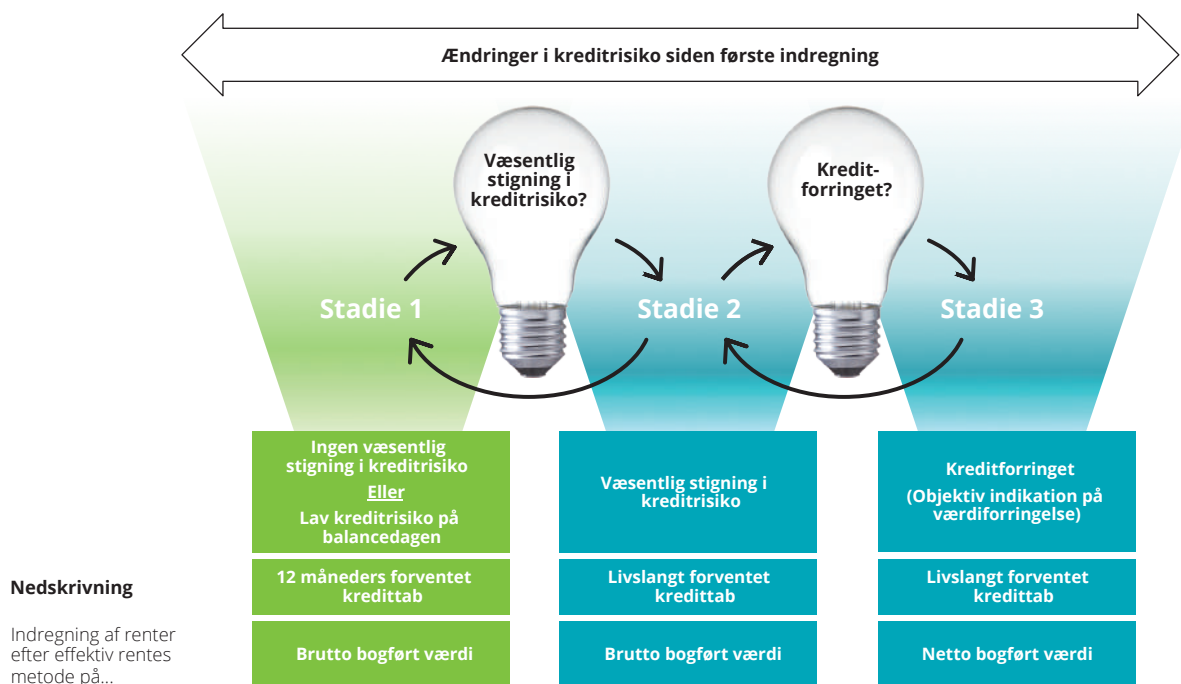 Ændringer i kreditrisiko siden første indregning
Væsentlig
stigning i
kreditrisiko?
Kredit-
forringet?
Stadie 1
Stadie 2
Stadie 3
Ingen væsentlig
stigning i kreditrisiko
Eller
Lav kreditrisiko på
balancedagen
Væsentlig stigning i
kreditrisiko
Kreditforringet
(Objektiv indikation på
værdiforringelse)
Nedskrivning
12 måneders forventet
kredittab
Livslangt forventet
kredittab
Livslangt forventet
kredittab
Indregning af renter
efter effektiv rentes
metode på...
Brutto bogført værdi
Brutto bogført værdi
Netto bogført værdi